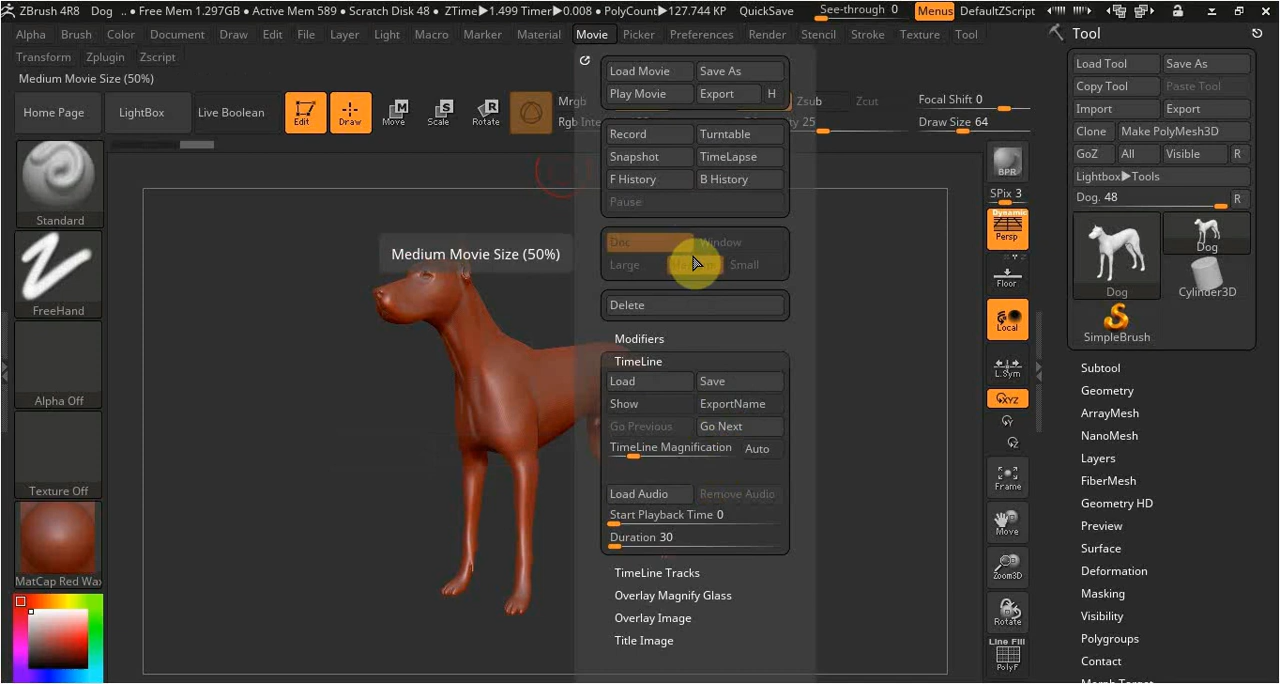 ZBrush 4R8 Dog .. • Free Mem 1.297GB • Active Mem 589 • Scratch Disk 48 • ZTime▶1.499 Timer▶0.008 • PolyCount▶127.744 KP QuickSave See-through 0 Menus DefaultZScript
Alpha Brush Color Document Draw Edit File Layer Light Macro Marker Material Movie Picker Preferences Render Stencil Stroke Texture Tool
Transform Zplugin Zscript
Medium Movie Size (50%)
Home Page LightBox Live Boolean Edit Draw Move Scale Rotate
Mrgb Zsub Zcut Focal Shift 0
Rgb 25 Draw Size 64
Standard
FreeHand
Alpha Off
Texture Off
MatCap Red Wax
Medium Movie Size (50%)
Load Movie Save As
Play Movie Export H
Record Turntable
Snapshot TimeLapse
F History B History
Pause
Doc Window
Large Small
Delete
Modifiers
TimeLine
Load Save
Show ExportName
Go Previous Go Next
TimeLine Magnification Auto
Load Audio Remove Audio
Start Playback Time 0
Duration 30
TimeLine Tracks
Overlay Magnify Glass
Overlay Image
Title Image
BPR
SPix 3
Dynamic
Persp
Floor
Local
L.Sym
XYZ
Y
Z
Frame
Move
Zoom3D
Rotate
Line Fill
PolyF
Tool
Load Tool Save As
Copy Tool Paste Tool
Import Export
Clone Make PolyMesh3D
GoZ All Visible R
Lightbox▶Tools
Dog. 48 R
Dog
Dog
Cylinder3D
SimpleBrush
Subtool
Geometry
ArrayMesh
NanoMesh
Layers
FiberMesh
Geometry HD
Preview
Surface
Deformation
Masking
Visibility
Polygroups
Contact
Morph Target